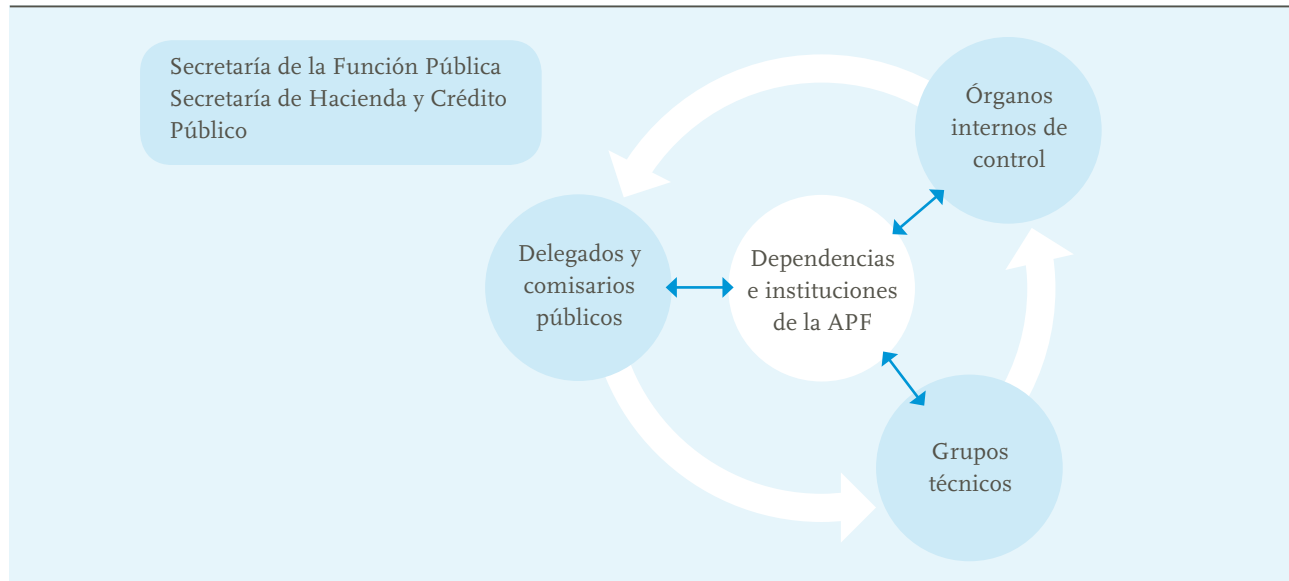 Secretaría de la Función Pública
Secretaría de Hacienda y Crédito
Público
Órganos
internos de
control
Delegados y
comisarios
públicos
Dependencias
e instituciones
de la APF
Grupos
técnicos